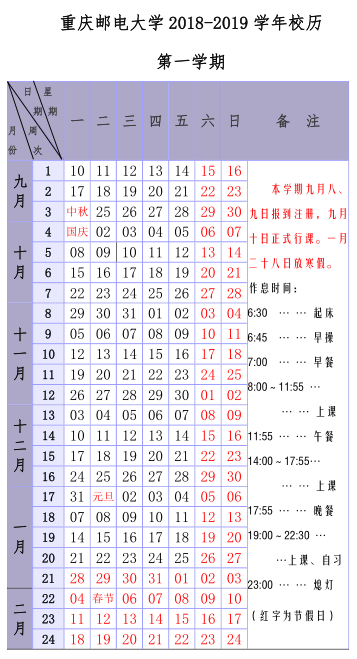 重庆邮电大学 2018-2019 学年校历
第一学期
日 星
期 期
月 周
份 次
一 二 三 四 五 六 日 备 注
九月
1 10 11 12 13 14 15 16
2 17 18 19 20 21 22 23
3 中秋 25 26 27 28 29 30
十月
4 国庆 02 03 04 05 06 07
5 08 09 10 11 12 13 14
6 15 16 17 18 19 20 21
7 22 23 24 25 26 27 28
十一月
8 29 30 31 01 02 03 04
9 05 06 07 08 09 10 11
10 12 13 14 15 16 17 18
11 19 20 21 22 23 24 25
12 26 27 28 29 30 01 02
十二月
13 03 04 05 06 07 08 09
14 10 11 12 13 14 15 16
15 17 18 19 20 21 22 23
16 24 25 26 27 28 29 30
一月
17 31 元旦 02 03 04 05 06
18 07 08 09 10 11 12 13
19 14 15 16 17 18 19 20
20 21 22 23 24 25 26 27
21 28 29 30 31 01 02 03
二月
22 04 春节 06 07 08 09 10
23 11 12 13 14 15 16 17
24 18 19 20 21 22 23 24
本学期九月八、
九日报到注册，九月
十日正式行课。一月
二十八日放寒假。
作息时间：
6:30 … … 起床
6:45 … … 早操
7:00 … … 早餐
8:00 ~ 11:55 …
… … 上课
11:55 … … 午餐
14:00 ~ 17:55…
… … 上课
17:55 … … 晚餐
19:00 ~ 22:30 …
…上课、自习
23:00 … … 熄灯
（红字为节假日）